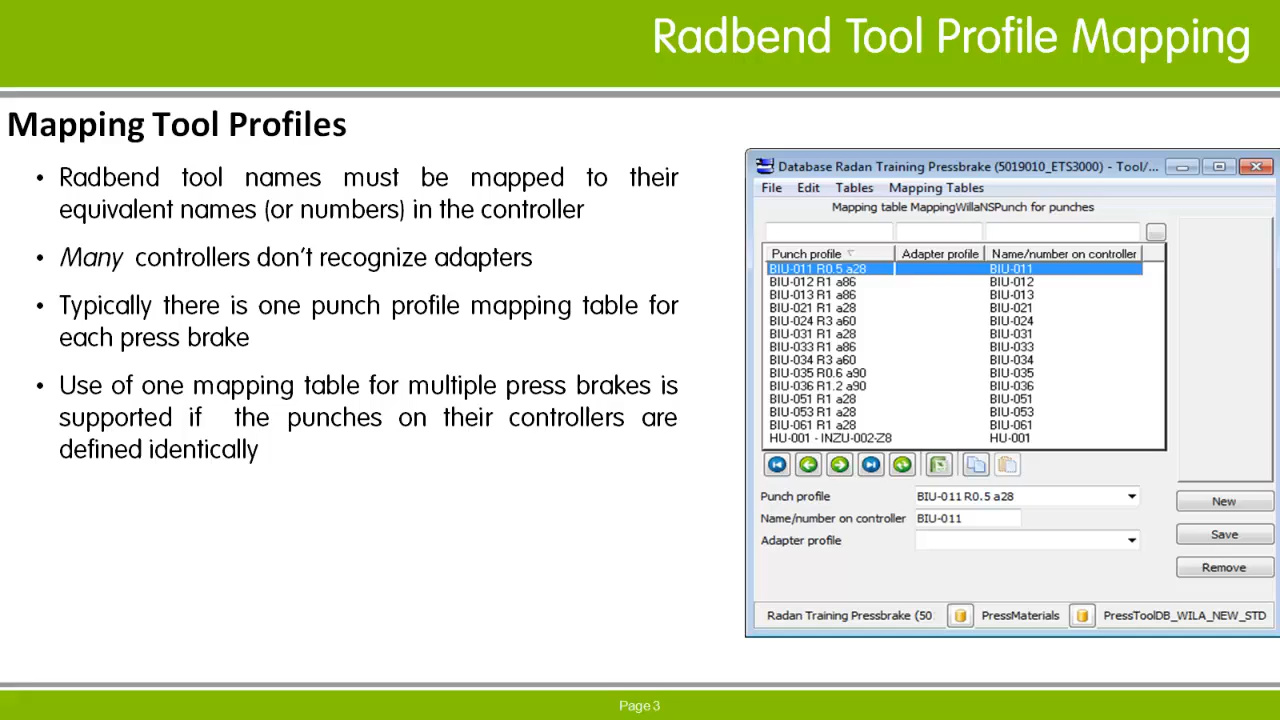 Radbend Tool Profile Mapping
Mapping Tool Profiles
• Radbend tool names must be mapped to their
equivalent names (or numbers) in the controller
• Many controllers don't recognize adapters
• Typically there is one punch profile mapping table for
each press brake
• Use of one mapping table for multiple press brakes is
supported if the punches on their controllers are
defined identically
Database Radan Training Pressbrake (5019010_ETS3000) - Tool/...
File Edit Tables Mapping Tables
Mapping table MappingWillaNSPunch for punches
Punch profile Adapter profile Name/number on controller
BIU-011 R0.5 a28 BIU-011
BIU-012 R1 a86 BIU-012
BIU-013 R1 a86 BIU-013
BIU-021 R1 a28 BIU-021
BIU-024 R3 a60 BIU-024
BIU-031 R1 a28 BIU-031
BIU-033 R1 a86 BIU-033
BIU-034 R3 a60 BIU-034
BIU-035 R0.6 a90 BIU-035
BIU-036 R1.2 a90 BIU-036
BIU-051 R1 a28 BIU-051
BIU-053 R1 a28 BIU-053
BIU-061 R1 a28 BIU-061
HU-001 - INZU-002-Z8 HU-001
Punch profile BIU-011 R0.5 a28
Name/number on controller BIU-011
Adapter profile
New
Save
Remove
Radan Training Pressbrake (50 PressMaterials PressToolDB_WILA_NEW_STD
Page 3